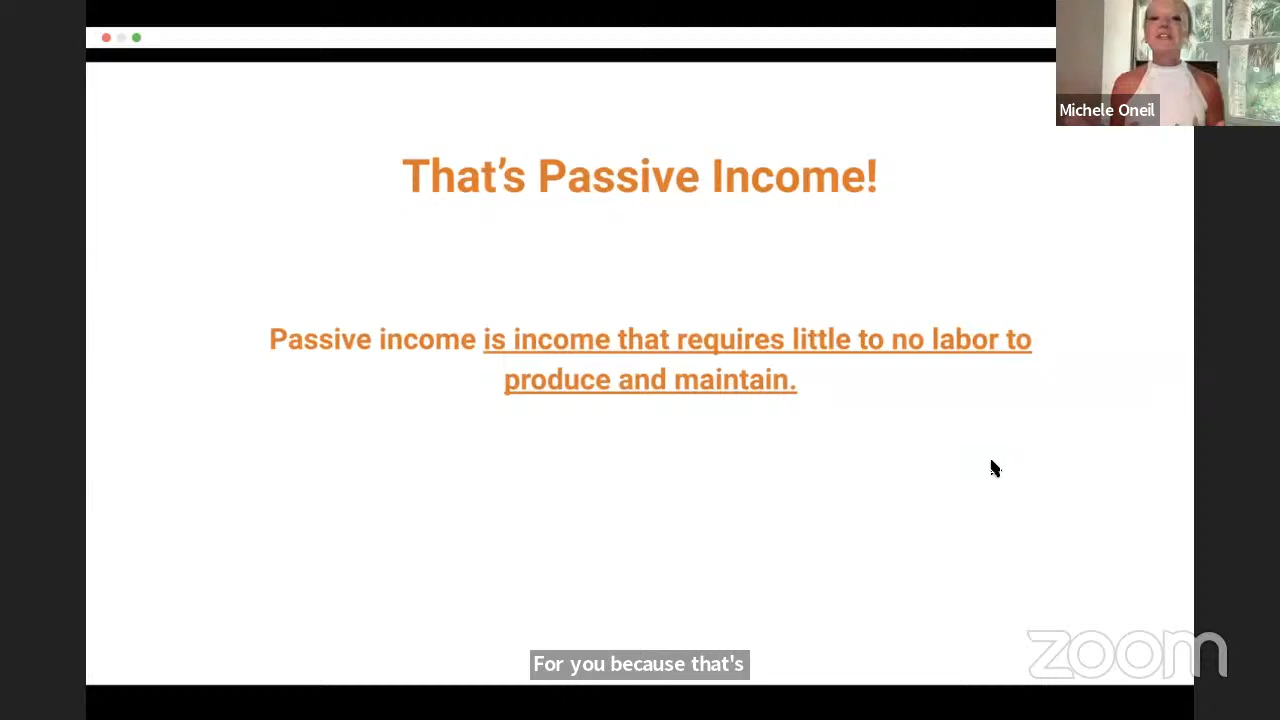 Michele Oneil
That's Passive Income!
Passive income is income that requires little to no labor to
produce and maintain.
For you because that's
zoom